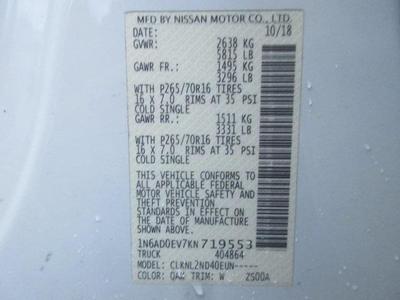 MFD BY NISSAN MOTOR CO., LTD.
DATE: 10/18
GVWR: 2638 KG
5815 LB
GAWR FR.: 1495 KG
3296 LB
WITH P265/70R16 TIRES
16 X 7.0 RIMS AT 35 PSI
COLD SINGLE
GAWR RR.: 1511 KG
3331 LB
WITH P265/70R16 TIRES
16 X 7.0 RIMS AT 35 PSI
COLD SINGLE
THIS VEHICLE CONFORMS TO
ALL APPLICABLE FEDERAL
MOTOR VEHICLE SAFETY AND
THEFT PREVENTION
STANDARDS IN EFFECT ON
THE DATE OF MANUFACTURE
SHOWN ABOVE.
1N6AD0EV7KN719553
TRUCK 404864
MODEL: CLKNL2ND40EUN-----
COLOR: QAK TRIM: W ZS00A